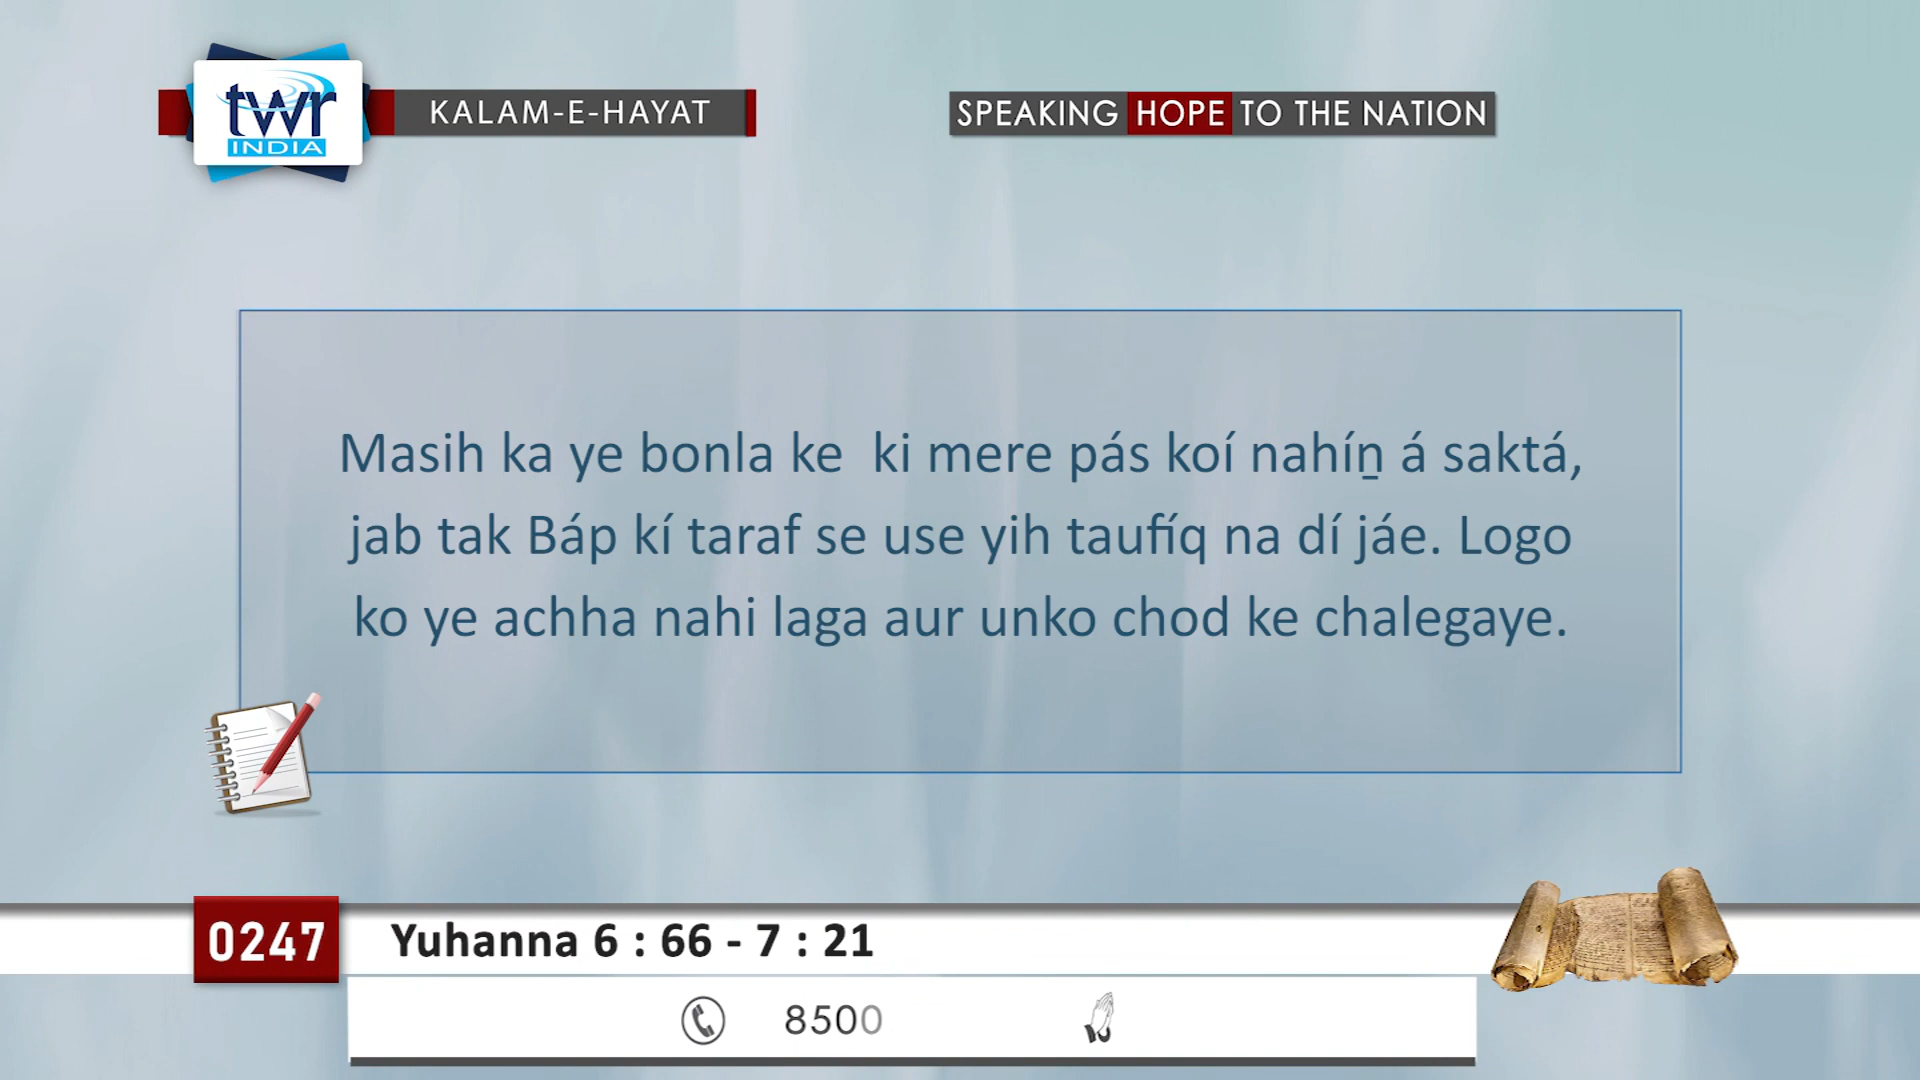 twr
INDIA
KALAM-E-HAYAT
SPEAKING HOPE TO THE NATION
Masih ka ye bonla ke  ki mere pás koí nahíṉ á saktá,
jab tak Báp kí taraf se use yih taufíq na dí jáe. Logo
ko ye achha nahi laga aur unko chod ke chalegaye.
0247
Yuhanna 6 : 66 - 7 : 21
8500